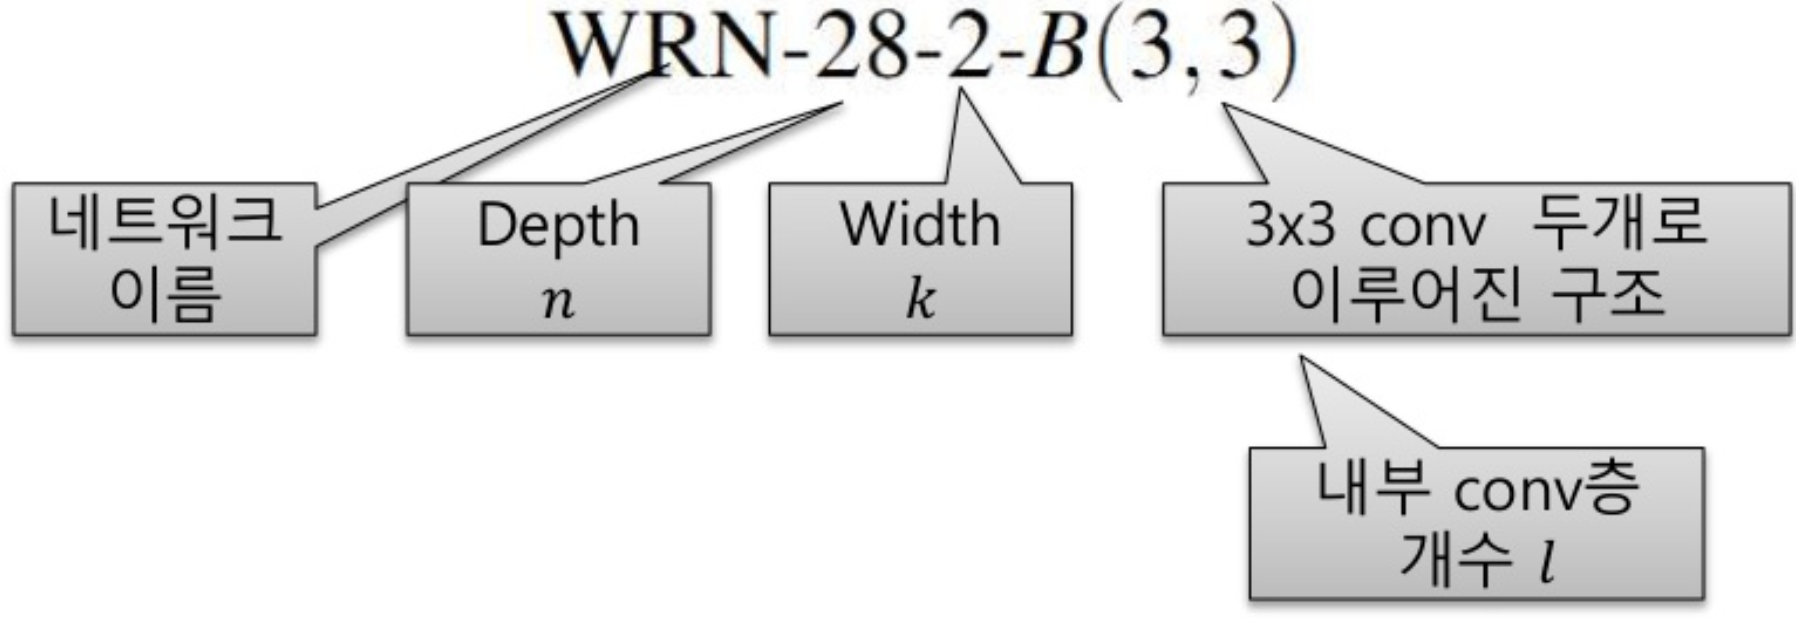 WRN-28-2-B(3,3)
네트워크
이름
Depth
n
Width
k
3x3 conv 두개로
이루어진 구조
내부 conv층
개수 l